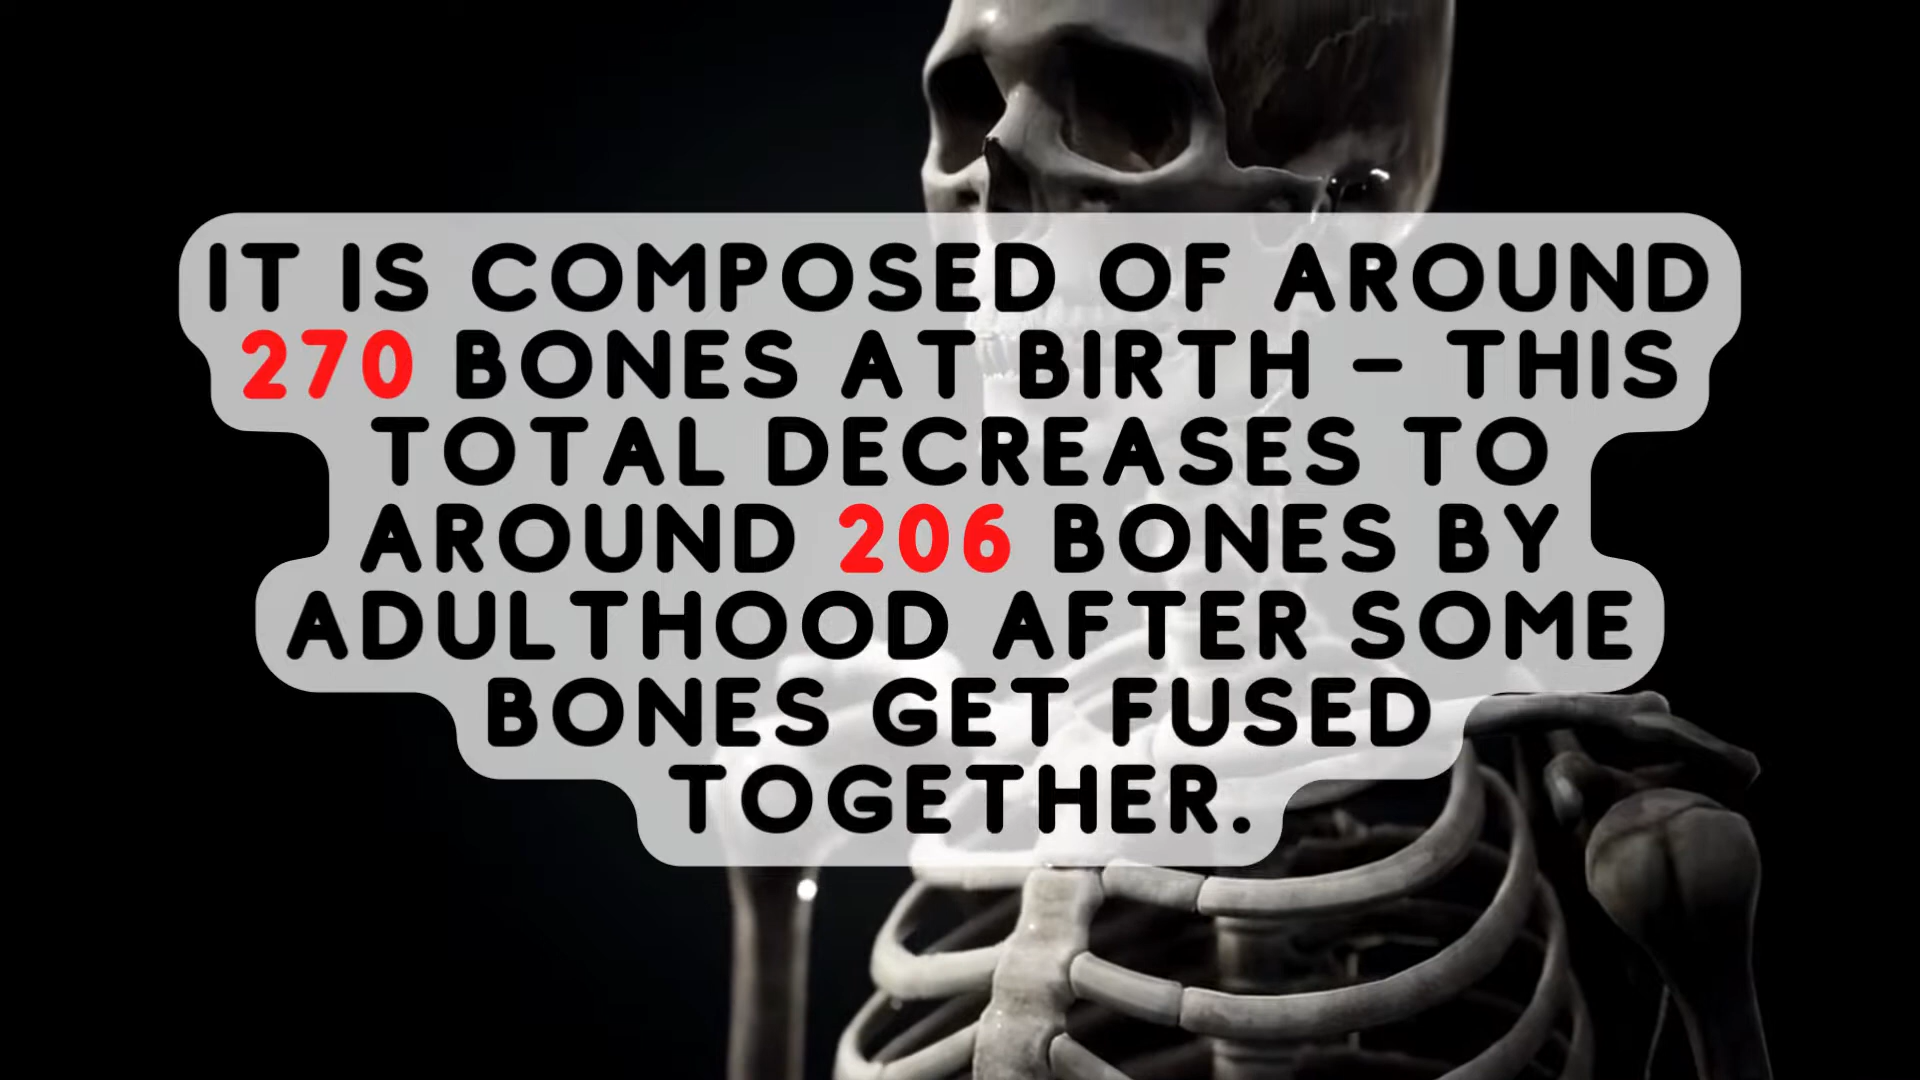 IT IS COMPOSED OF AROUND
270 BONES AT BIRTH – THIS
TOTAL DECREASES TO
AROUND 206 BONES BY
ADULTHOOD AFTER SOME
BONES GET FUSED
TOGETHER.